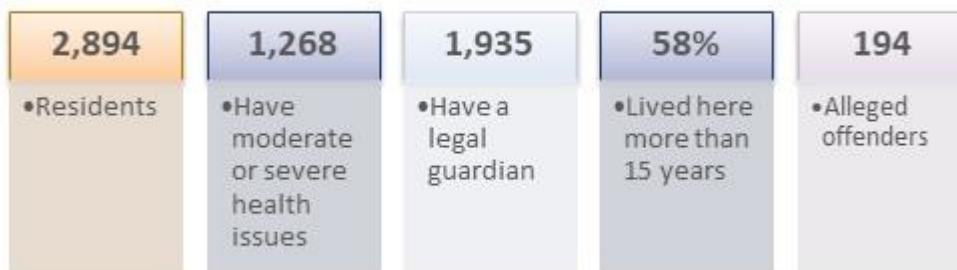 2,894
•Residents
1,268
•Have
moderate
or severe
health
issues
1,935
•Have a
legal
guardian
58%
•Lived here
more than
15 years
194
•Alleged
offenders